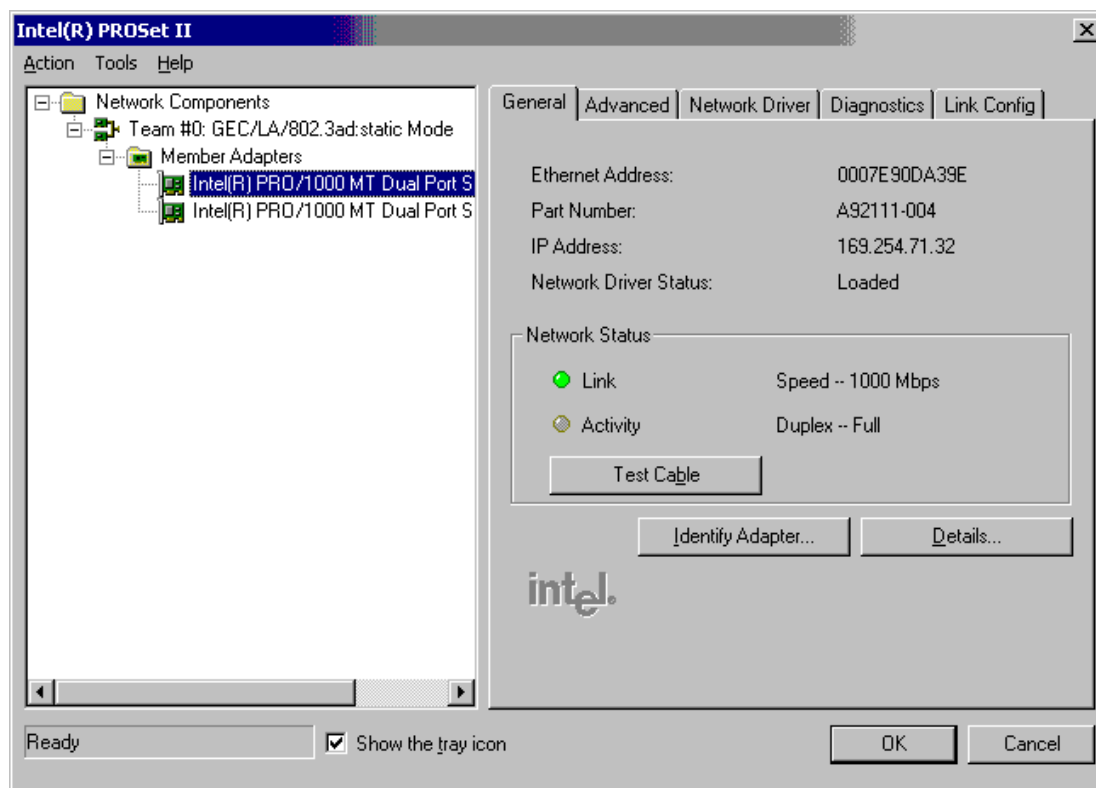 Intel(R) PROSet II
Action Tools Help
Network Components
Team #0: GEC/LA/802.3ad:static Mode
Member Adapters
Intel(R) PRO/1000 MT Dual Port S
Intel(R) PRO/1000 MT Dual Port S
General Advanced Network Driver Diagnostics Link Config
Ethernet Address: 0007E90DA39E
Part Number: A92111-004
IP Address: 169.254.71.32
Network Driver Status: Loaded
Network Status
Link Speed -- 1000 Mbps
Activity Duplex -- Full
Test Cable
Identify Adapter... Details...
intel.
Ready Show the tray icon OK Cancel